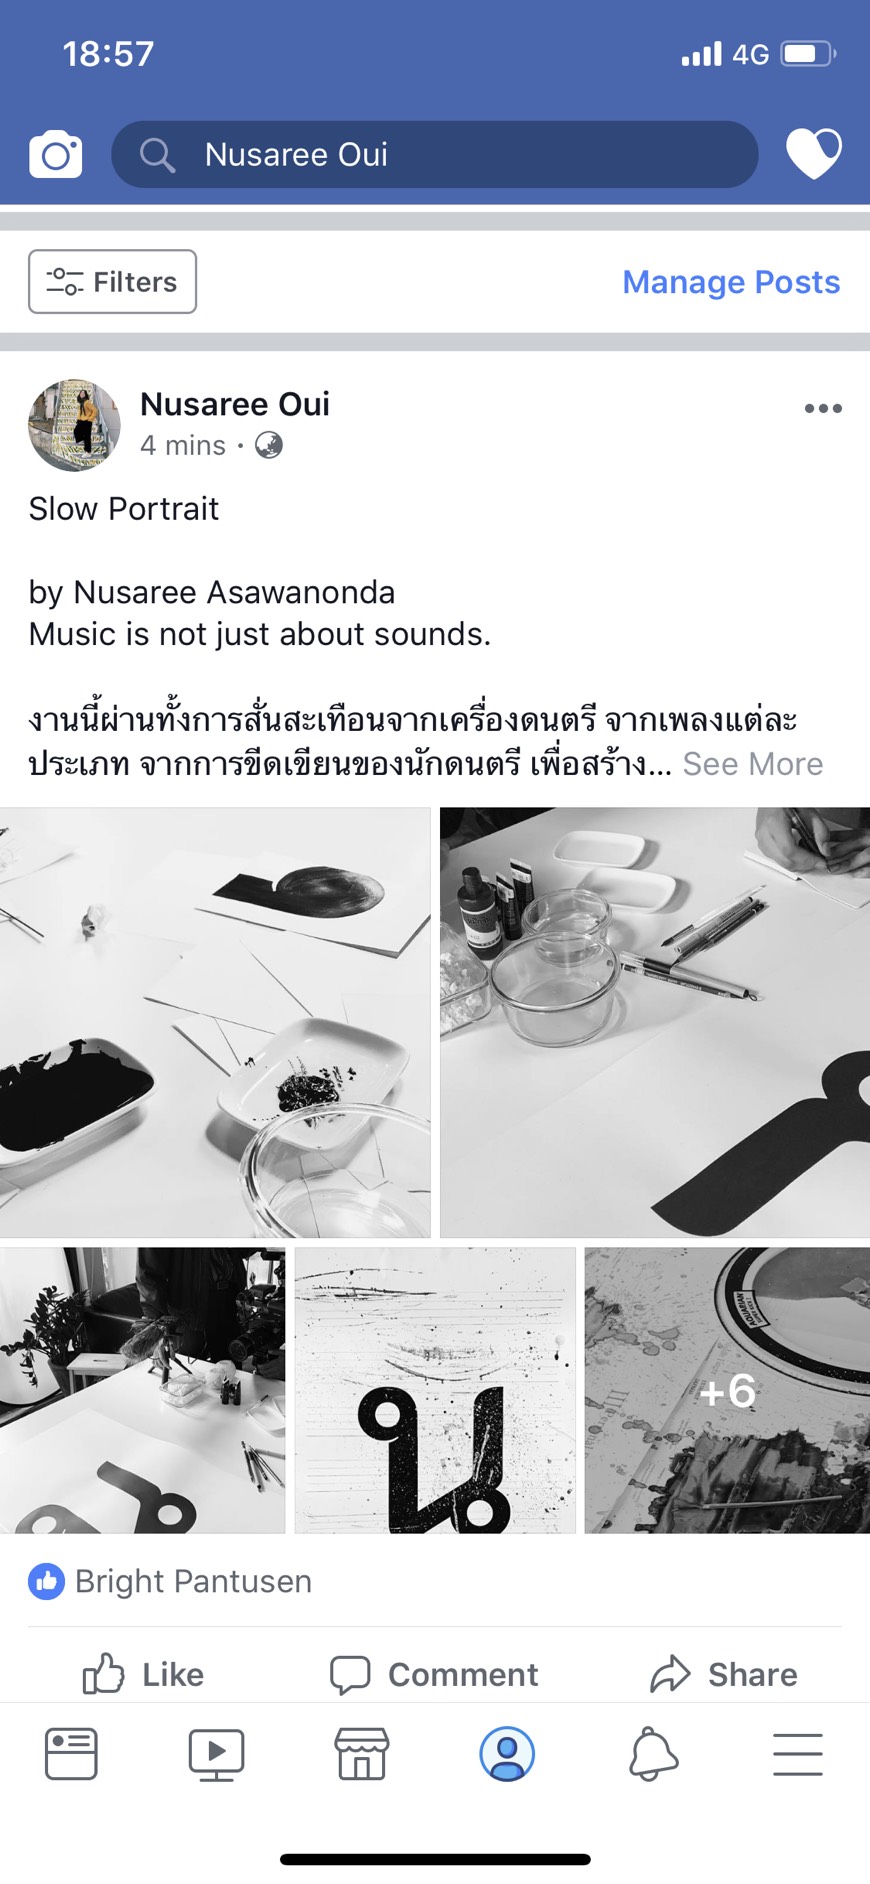 18:57
4G
Nusaree Oui
Filters
Manage Posts
Nusaree Oui
4 mins ·
Slow Portrait
by Nusaree Asawanonda
Music is not just about sounds.
งานนี้ผ่านทั้งการสั่นสะเทือนจากเครื่องดนตรี จากเพลงแต่ละ
ประเภท จากการขีดเขียนของนักดนตรี เพื่อสร้าง... See More
น
AQUARIAN
+6
Bright Pantusen
Like
Comment
Share